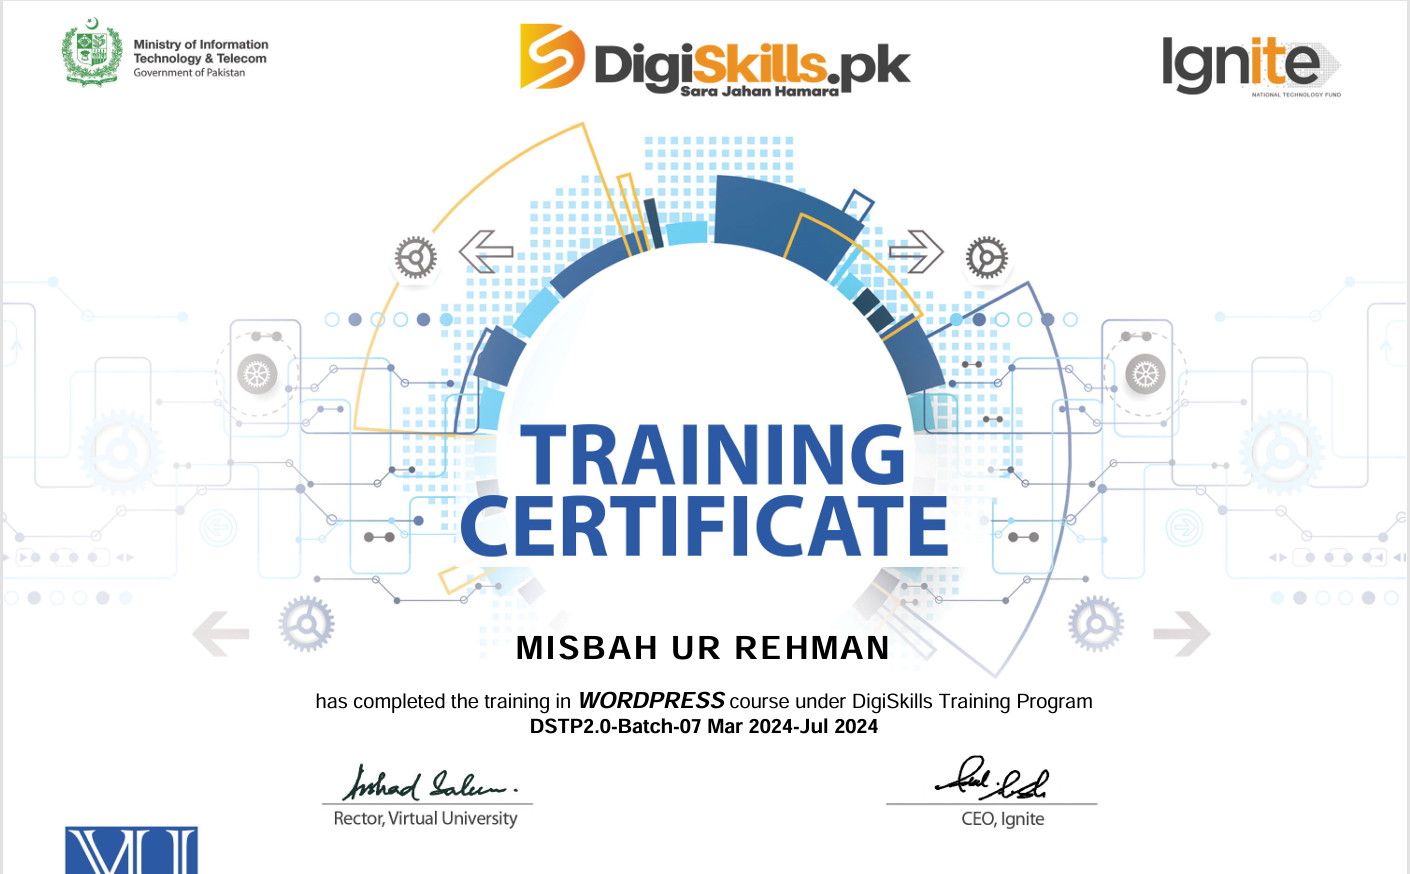 Ministry of Information
Technology & Telecom
Government of Pakistan
DigiSkills.pk
Sara Jahan Hamara
Ignite
NATIONAL TECHNOLOGY FUND
TRAINING
CERTIFICATE
MISBAH UR REHMAN
has completed the training in WORDPRESS course under DigiSkills Training Program
DSTP2.0-Batch-07 Mar 2024-Jul 2024
Rector, Virtual University
CEO, Ignite
VU